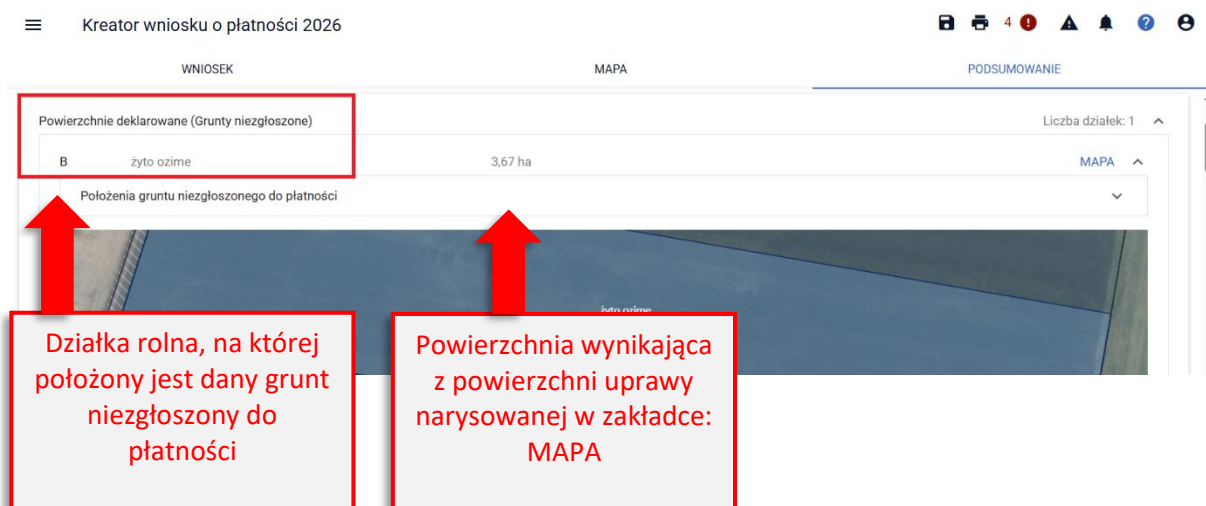 Kreator wniosku o płatności 2026
4
WNIOSEK
MAPA
PODSUMOWANIE
Powierzchnie deklarowane (Grunty niezgłoszone)
Liczba działek: 1
B żyto ozime 3,67 ha MAPA
Położenia gruntu niezgłoszonego do płatności
żyto ozime
Działka rolna, na której
położony jest dany grunt
niezgłoszony do
płatności
Powierzchnia wynikająca
z powierzchni uprawy
narysowanej w zakładce:
MAPA